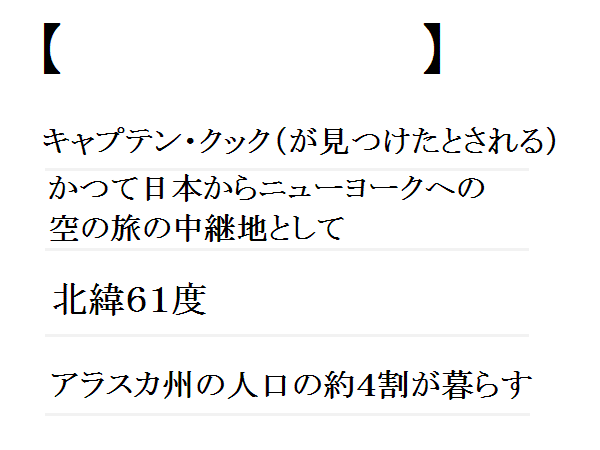 【　　　　　　　　　】
キャプテン・クック（が見つけたとされる）
かつて日本からニューヨークへの
空の旅の中継地として
北緯61度
アラスカ州の人口の約4割が暮らす